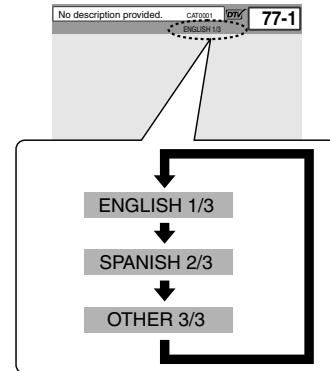 No description provided. CAT0001 DTV 77-1
ENGLISH 1/3
ENGLISH 1/3
SPANISH 2/3
OTHER 3/3